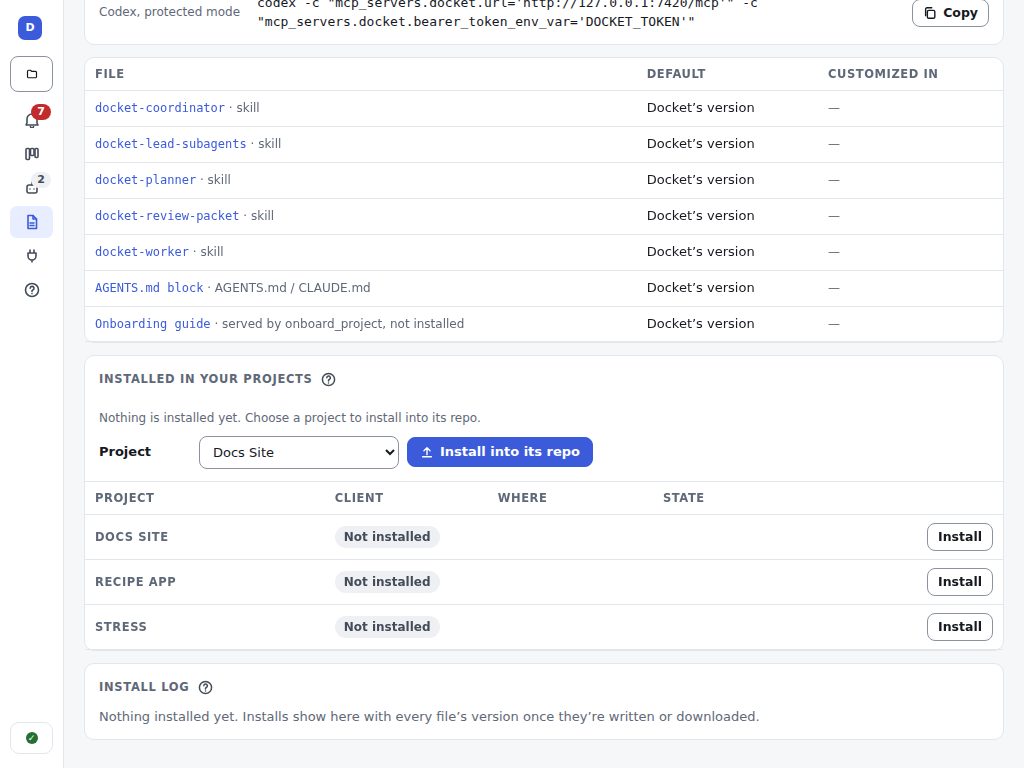 D
7
2
Codex, protected mode
codex -c "mcp_servers.docket.url='http://127.0.0.1:7420/mcp'" -c
"mcp_servers.docket.bearer_token_env_var='DOCKET_TOKEN'"
Copy
FILE DEFAULT CUSTOMIZED IN
docket-coordinator · skill Docket’s version —
docket-lead-subagents · skill Docket’s version —
docket-planner · skill Docket’s version —
docket-review-packet · skill Docket’s version —
docket-worker · skill Docket’s version —
AGENTS.md block · AGENTS.md / CLAUDE.md Docket’s version —
Onboarding guide · served by onboard_project, not installed Docket’s version —
INSTALLED IN YOUR PROJECTS
Nothing is installed yet. Choose a project to install into its repo.
Project Docs Site Install into its repo
PROJECT CLIENT WHERE STATE
DOCS SITE Not installed Install
RECIPE APP Not installed Install
STRESS Not installed Install
INSTALL LOG
Nothing installed yet. Installs show here with every file’s version once they’re written or downloaded.